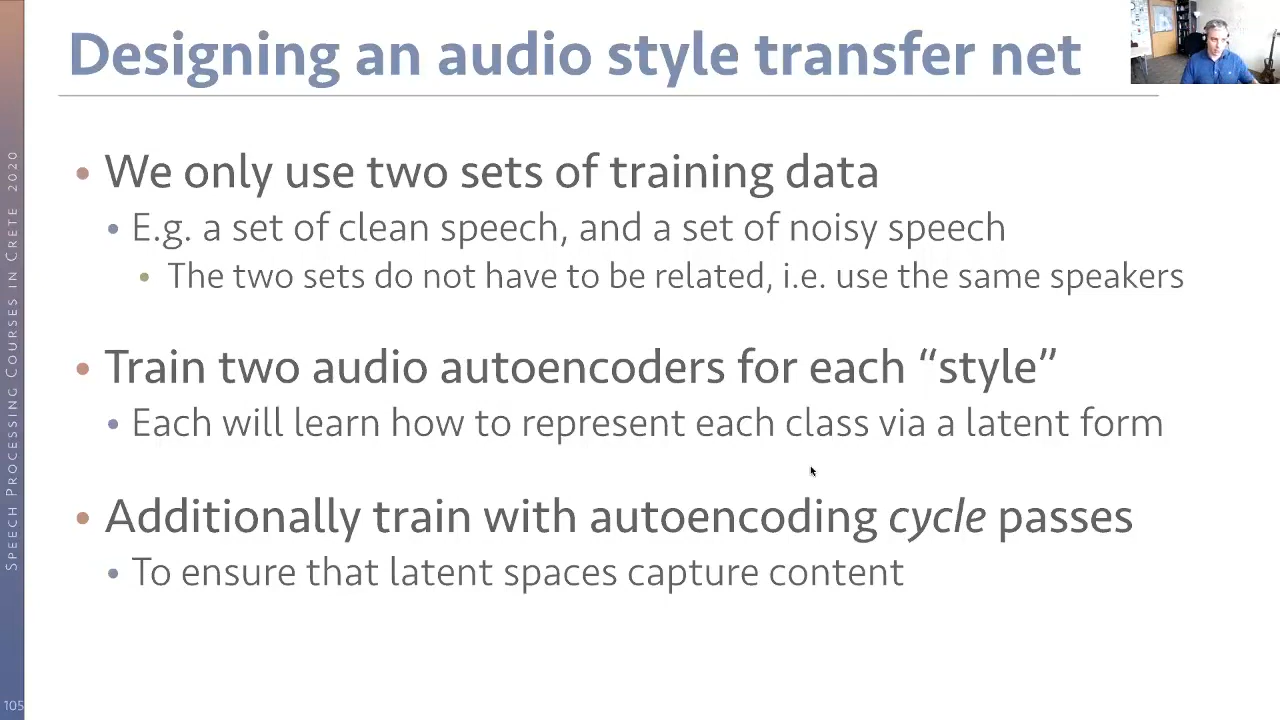 Designing an audio style transfer net
• We only use two sets of training data
• E.g. a set of clean speech, and a set of noisy speech
• The two sets do not have to be related, i.e. use the same speakers
• Train two audio autoencoders for each “style”
• Each will learn how to represent each class via a latent form
• Additionally train with autoencoding cycle passes
• To ensure that latent spaces capture content
SPEECH PROCESSING COURSES IN CRETE 2020
105